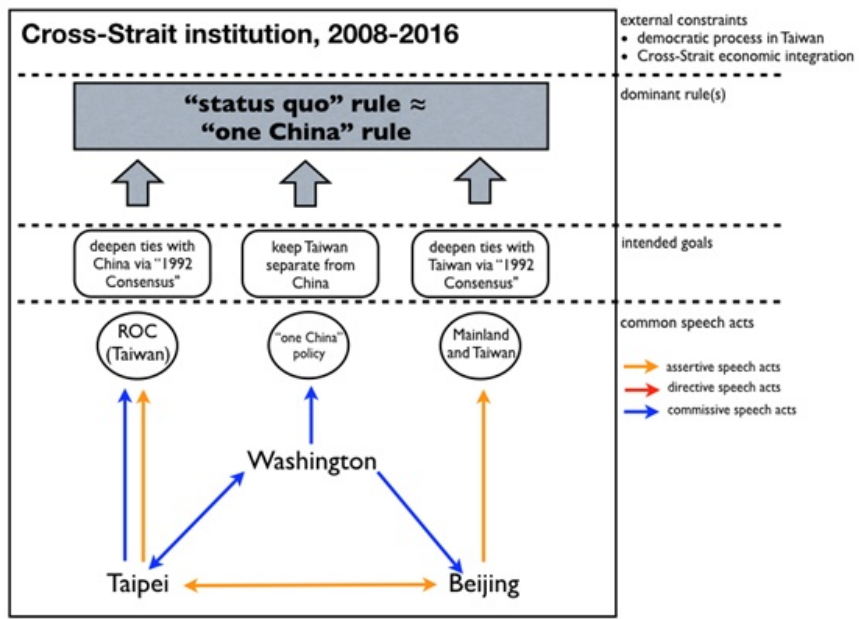 Cross-Strait institution, 2008-2016
external constraints
• democratic process in Taiwan
• Cross-Strait economic integration
dominant rule(s)
“status quo” rule ≈
“one China” rule
deepen ties with
China via “1992
Consensus”
keep Taiwan
separate from
China
deepen ties with
Taiwan via “1992
Consensus”
intended goals
ROC
(Taiwan)
“one China”
policy
Mainland
and Taiwan
common speech acts
assertive speech acts
directive speech acts
commissive speech acts
Washington
Taipei
Beijing